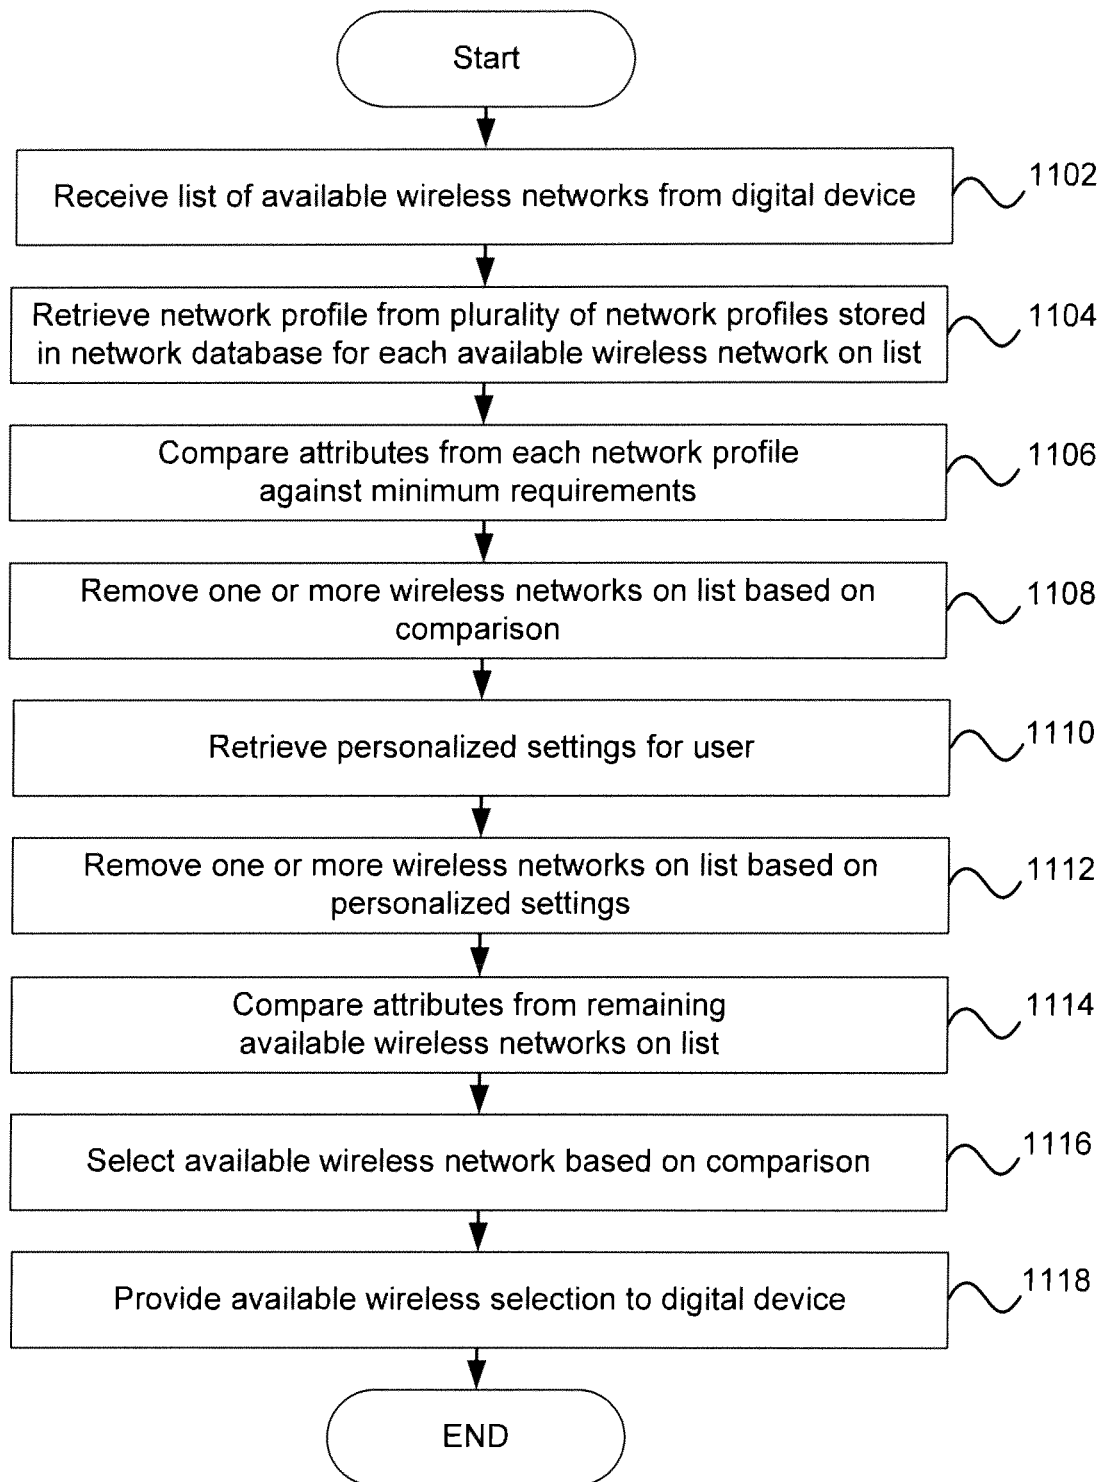 Start
Receive list of available wireless networks from digital device
1102
Retrieve network profile from plurality of network profiles stored
in network database for each available wireless network on list
1104
Compare attributes from each network profile
against minimum requirements
1106
Remove one or more wireless networks on list based on
comparison
1108
Retrieve personalized settings for user
1110
Remove one or more wireless networks on list based on
personalized settings
1112
Compare attributes from remaining
available wireless networks on list
1114
Select available wireless network based on comparison
1116
Provide available wireless selection to digital device
1118
END